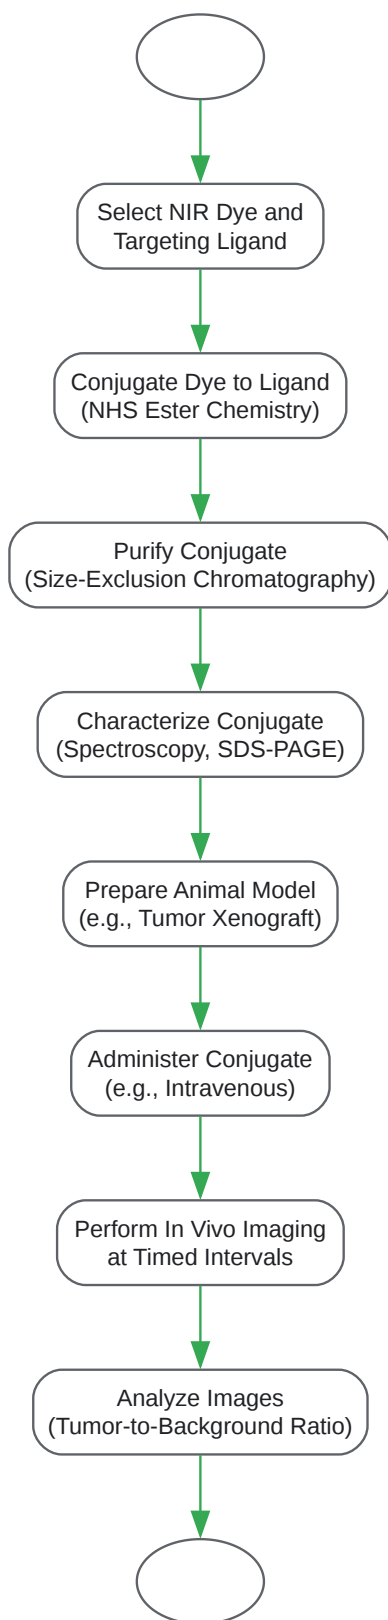 Select NIR Dye and
Targeting Ligand
Conjugate Dye to Ligand
(NHS Ester Chemistry)
Purify Conjugate
(Size-Exclusion Chromatography)
Characterize Conjugate
(Spectroscopy, SDS-PAGE)
Prepare Animal Model
(e.g., Tumor Xenograft)
Administer Conjugate
(e.g., Intravenous)
Perform In Vivo Imaging
at Timed Intervals
Analyze Images
(Tumor-to-Background Ratio)